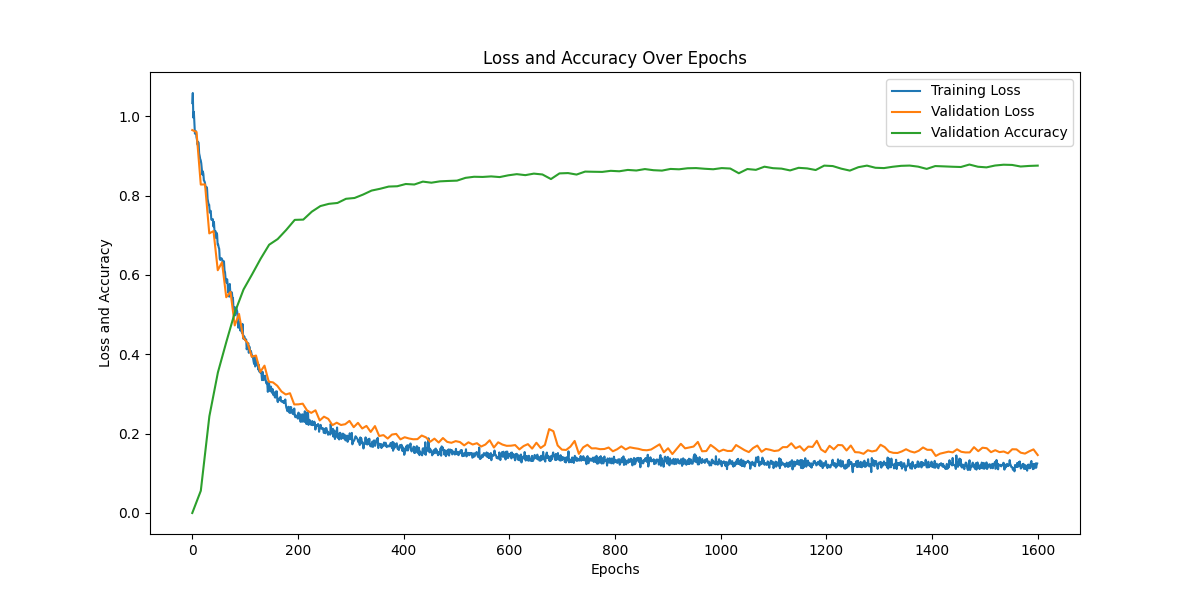 Loss and Accuracy Over Epochs
Training Loss
Validation Loss
Validation Accuracy
Loss and Accuracy
1.0
0.8
0.6
0.4
0.2
0.0
0 200 400 600 800 1000 1200 1400 1600
Epochs